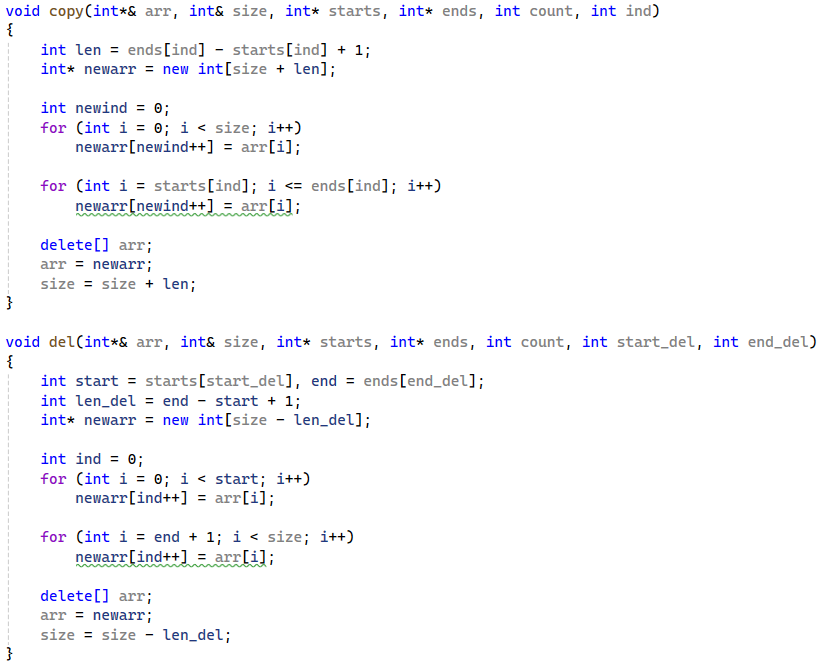 void copy(int*& arr, int& size, int* starts, int* ends, int count, int ind)
{
    int len = ends[ind] - starts[ind] + 1;
    int* newarr = new int[size + len];

    int newind = 0;
    for (int i = 0; i < size; i++)
        newarr[newind++] = arr[i];

    for (int i = starts[ind]; i <= ends[ind]; i++)
        newarr[newind++] = arr[i];

    delete[] arr;
    arr = newarr;
    size = size + len;
}

void del(int*& arr, int& size, int* starts, int* ends, int count, int start_del, int end_del)
{
    int start = starts[start_del], end = ends[end_del];
    int len_del = end - start + 1;
    int* newarr = new int[size - len_del];

    int ind = 0;
    for (int i = 0; i < start; i++)
        newarr[ind++] = arr[i];

    for (int i = end + 1; i < size; i++)
        newarr[ind++] = arr[i];

    delete[] arr;
    arr = newarr;
    size = size - len_del;
}